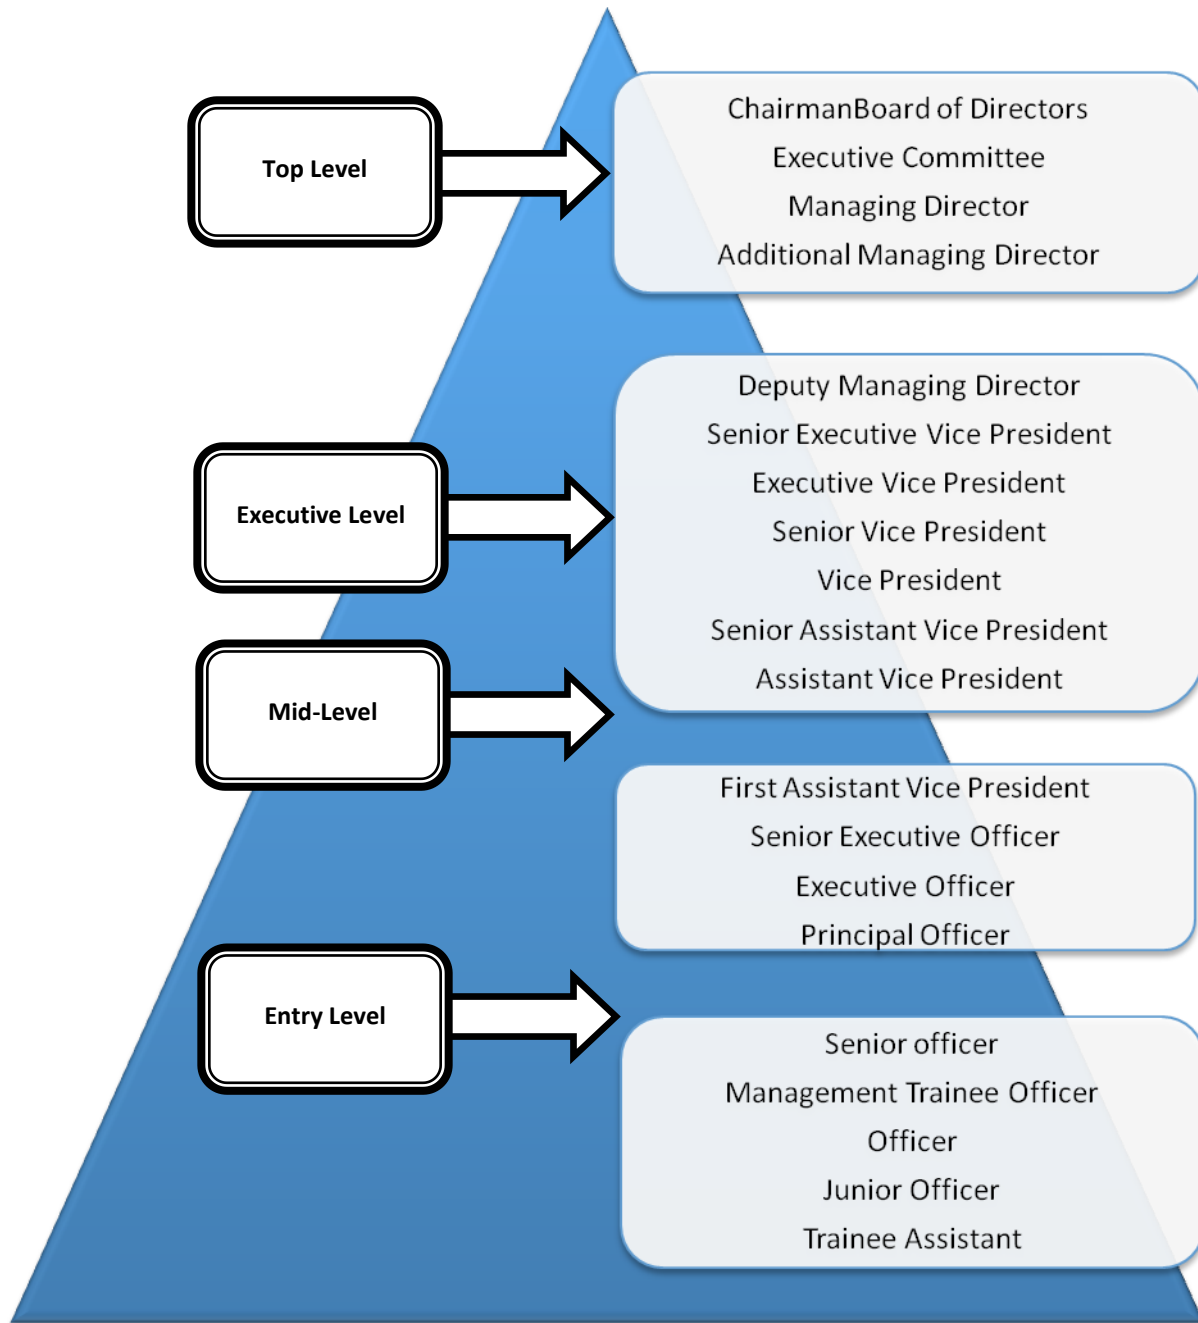 Top Level
ChairmanBoard of Directors
Executive Committee
Managing Director
Additional Managing Director
Executive Level
Deputy Managing Director
Senior Executive Vice President
Executive Vice President
Senior Vice President
Vice President
Senior Assistant Vice President
Assistant Vice President
Mid-Level
First Assistant Vice President
Senior Executive Officer
Executive Officer
Principal Officer
Entry Level
Senior officer
Management Trainee Officer
Officer
Junior Officer
Trainee Assistant